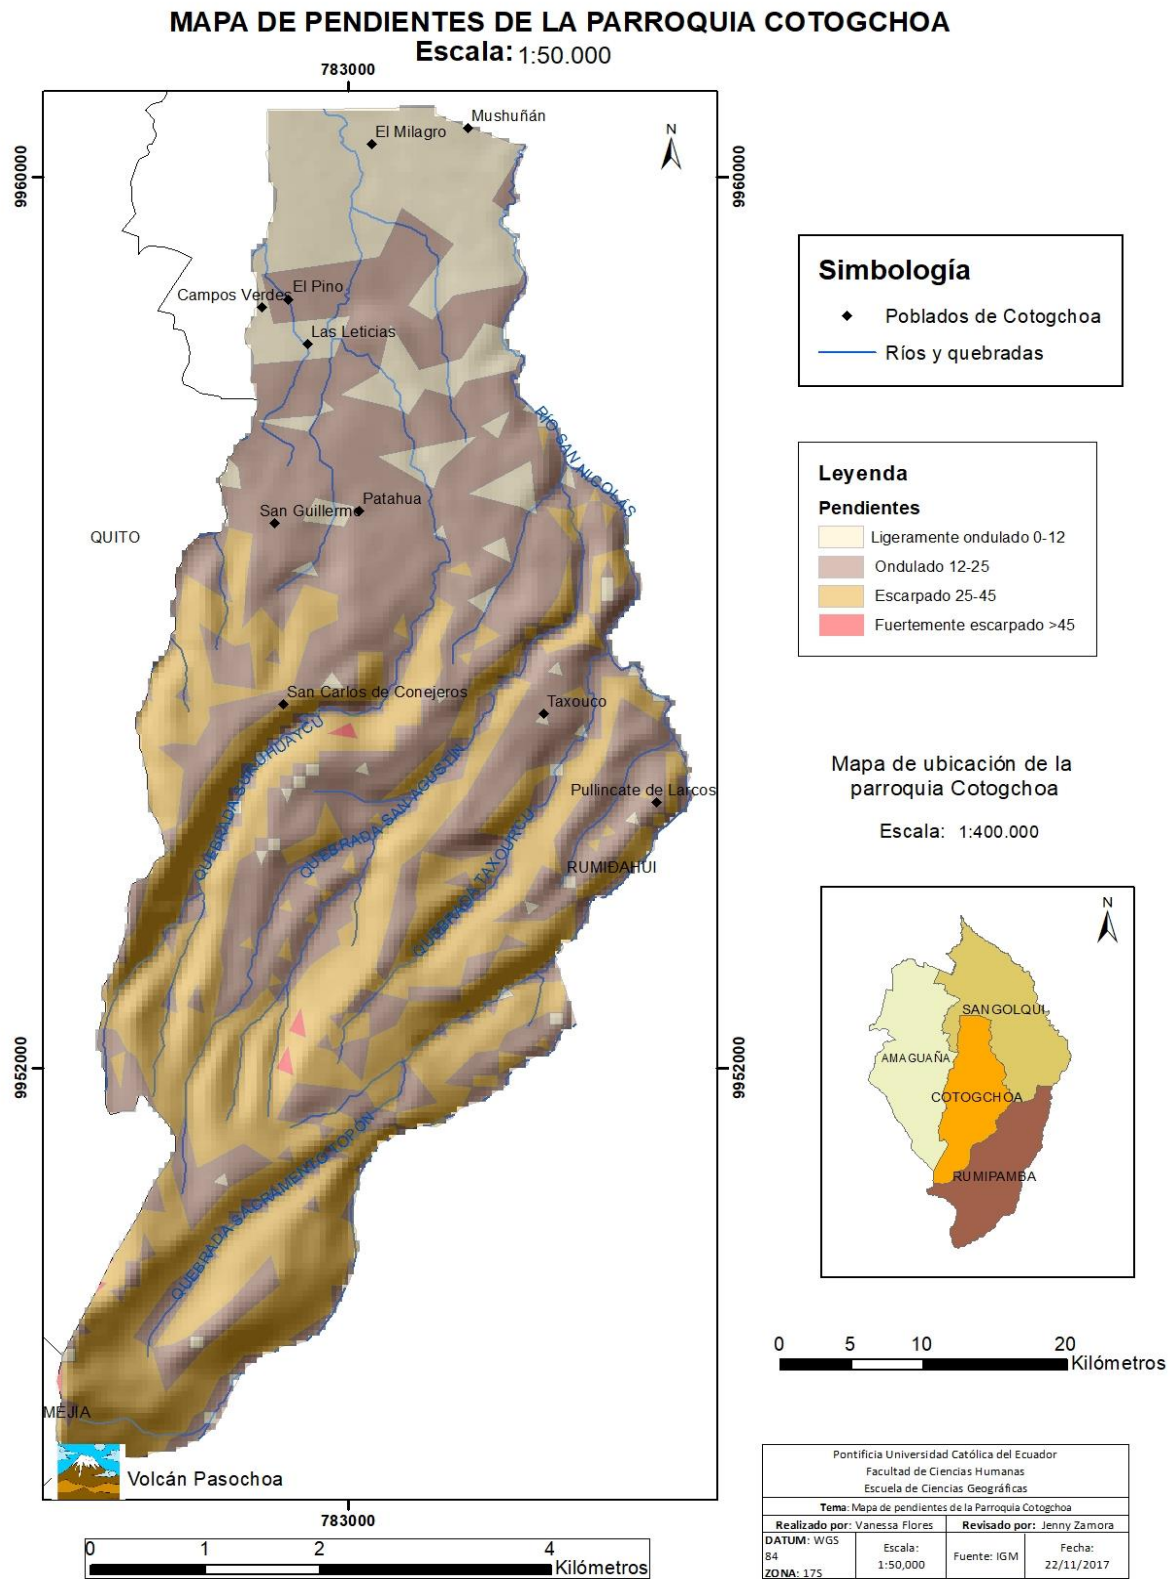 MAPA DE PENDIENTES DE LA PARROQUIA COTOGCHOA
Escala: 1:50.000
783000
Mushuñán
El Milagro
N
9960000
9960000
El Pino
Campos Verdes
Las Leticias
RÍO SAN NICOLÁS
Patahua
San Guillermo
QUITO
San Carlos de Conejeros
Taxouco
QUEBRADA SURUHUAYCU
QUEBRADA SAN AGUSTIN
Pullincate de Larcos
QUEBRADA TAXOURCU
RUMIÐAHUI
9952000
9952000
QUEBRADA SACRAMENTO TOPON
MEJIA
Volcán Pasochoa
783000
0 1 2 4
Kilómetros
Simbología
Poblados de Cotogchoa
Ríos y quebradas
Leyenda
Pendientes
Ligeramente ondulado 0-12
Ondulado 12-25
Escarpado 25-45
Fuertemente escarpado >45
Mapa de ubicación de la
parroquia Cotogchoa
Escala: 1:400.000
N
SANGOLQUI
AMAGUAÑA
COTOGCHOA
RUMIPAMBA
0 5 10 20
Kilómetros
Pontificia Universidad Católica del Ecuador
Facultad de Ciencias Humanas
Escuela de Ciencias Geográficas
Tema: Mapa de pendientes de la Parroquia Cotogchoa
Realizado por: Vanessa Flores Revisado por: Jenny Zamora
DATUM: WGS
84
ZONA: 17S
Escala:
1:50,000
Fuente: IGM
Fecha:
22/11/2017